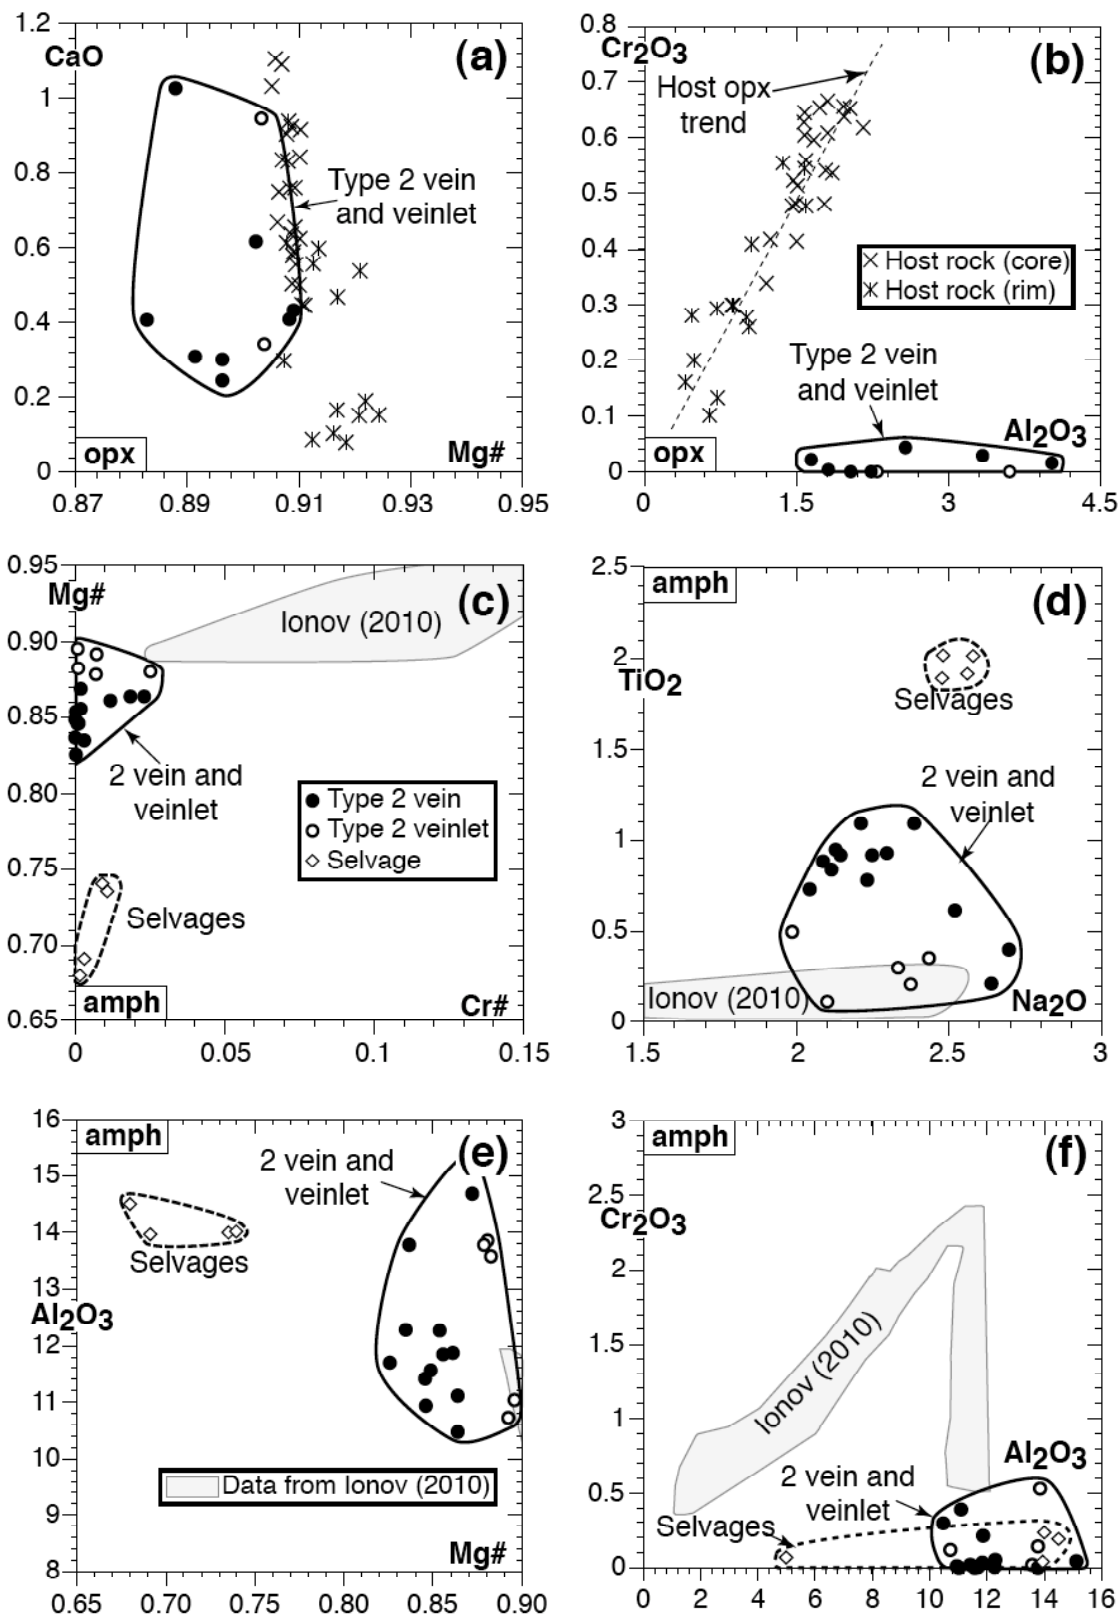 (a)
CaO
1.2
1
0.8
0.6
0.4
0.2
0
Type 2 vein
and veinlet
opx
Mg#
0.87
0.89
0.91
0.93
0.95
(b)
Cr2O3
0.8
0.7
0.6
0.5
0.4
0.3
0.2
0.1
0
Host opx
trend
Host rock (core)
Host rock (rim)
Type 2 vein
and veinlet
Al2O3
opx
0
1.5
3
4.5
(c)
Mg#
0.95
0.90
0.85
0.80
0.75
0.70
0.65
Ionov (2010)
2 vein and
veinlet
Type 2 vein
Type 2 veinlet
Selvage
Selvages
amph
Cr#
0
0.05
0.1
0.15
(d)
amph
2.5
2
1.5
1
0.5
0
TiO2
Selvages
2 vein and
veinlet
Ionov (2010)
Na2O
1.5
2
2.5
3
(e)
amph
16
15
14
13
12
11
10
9
8
2 vein and
veinlet
Selvages
Al2O3
Data from Ionov (2010)
Mg#
0.65
0.70
0.75
0.80
0.85
0.90
(f)
amph
3
2.5
2
1.5
1
0.5
0
Cr2O3
Ionov (2010)
Al2O3
2 vein and
veinlet
Selvages
0
2
4
6
8
10
12
14
16